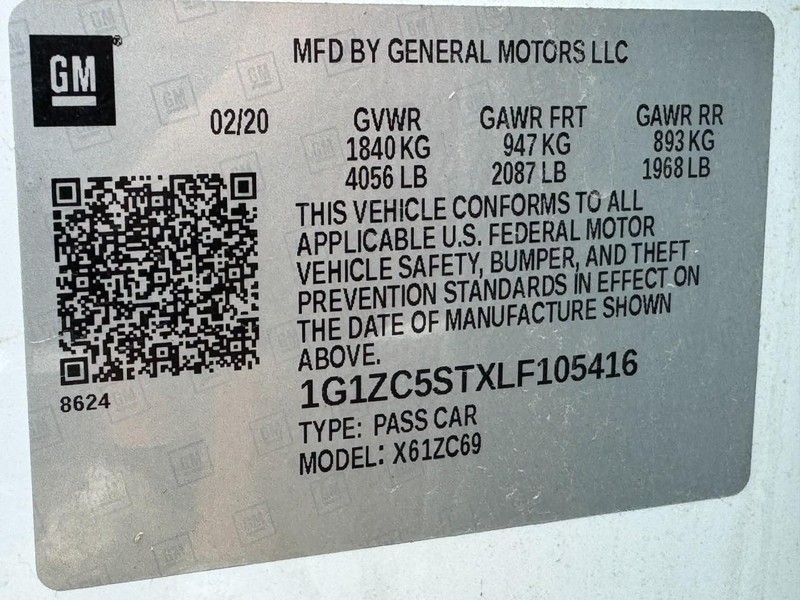 GM
MFD BY GENERAL MOTORS LLC
02/20 GVWR GAWR FRT GAWR RR
1840 KG 947 KG 893 KG
4056 LB 2087 LB 1968 LB
THIS VEHICLE CONFORMS TO ALL
APPLICABLE U.S. FEDERAL MOTOR
VEHICLE SAFETY, BUMPER, AND THEFT
PREVENTION STANDARDS IN EFFECT ON
THE DATE OF MANUFACTURE SHOWN
ABOVE.
8624
1G1ZC5STXLF105416
TYPE: PASS CAR
MODEL: X61ZC69